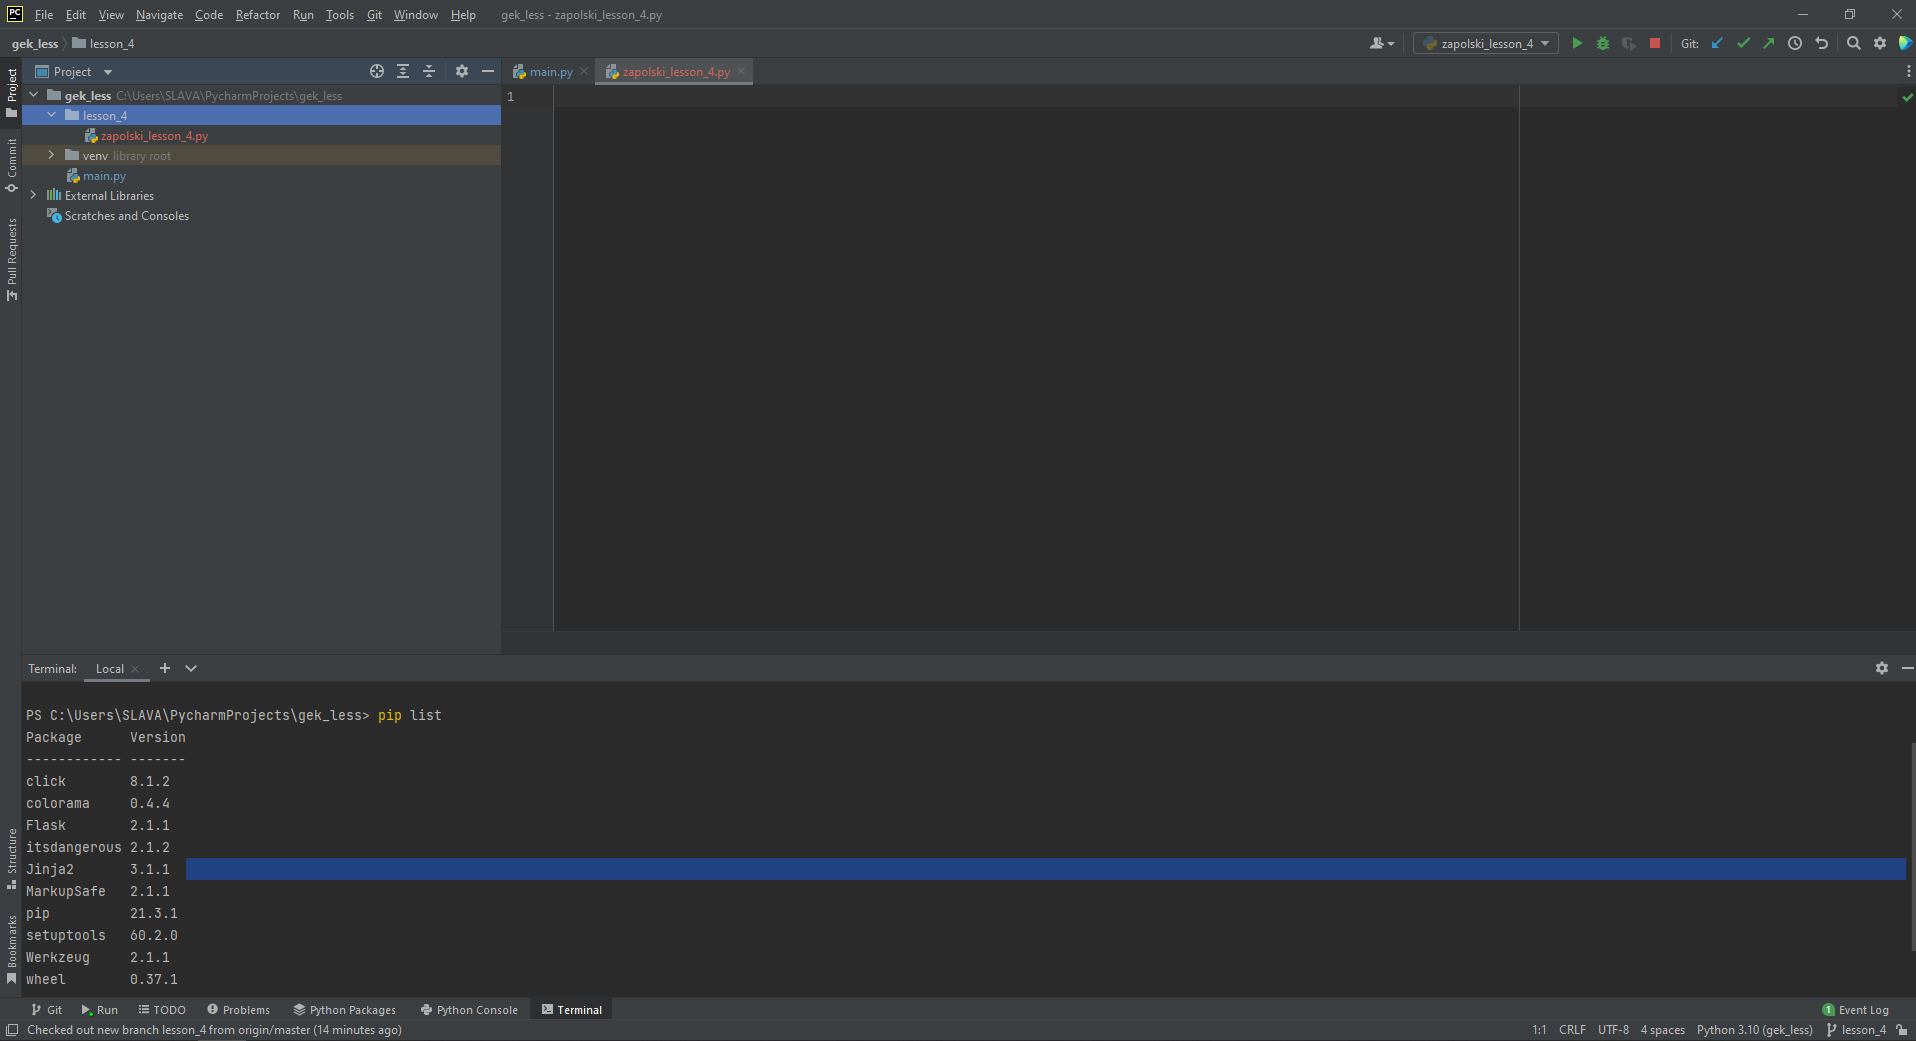 PC File Edit View Navigate Code Refactor Run Tools Git Window Help gek_less - zapolski_lesson_4.py
gek_less lesson_4 zapolski_lesson_4 Git:
Project
main.py zapolski_lesson_4.py
gek_less C:\Users\SLAVA\PycharmProjects\gek_less
lesson_4
zapolski_lesson_4.py
venv library root
main.py
External Libraries
Scratches and Consoles
1
Project
Commit
Pull Requests
Structure
Bookmarks
Terminal: Local
PS C:\Users\SLAVA\PycharmProjects\gek_less> pip list
Package Version
------------ -------
click 8.1.2
colorama 0.4.4
Flask 2.1.1
itsdangerous 2.1.2
Jinja2 3.1.1
MarkupSafe 2.1.1
pip 21.3.1
setuptools 60.2.0
Werkzeug 2.1.1
wheel 0.37.1
Git Run TODO Problems Python Packages Python Console Terminal 1 Event Log
Checked out new branch lesson_4 from origin/master (14 minutes ago) 1:1 CRLF UTF-8 4 spaces Python 3.10 (gek_less) lesson_4